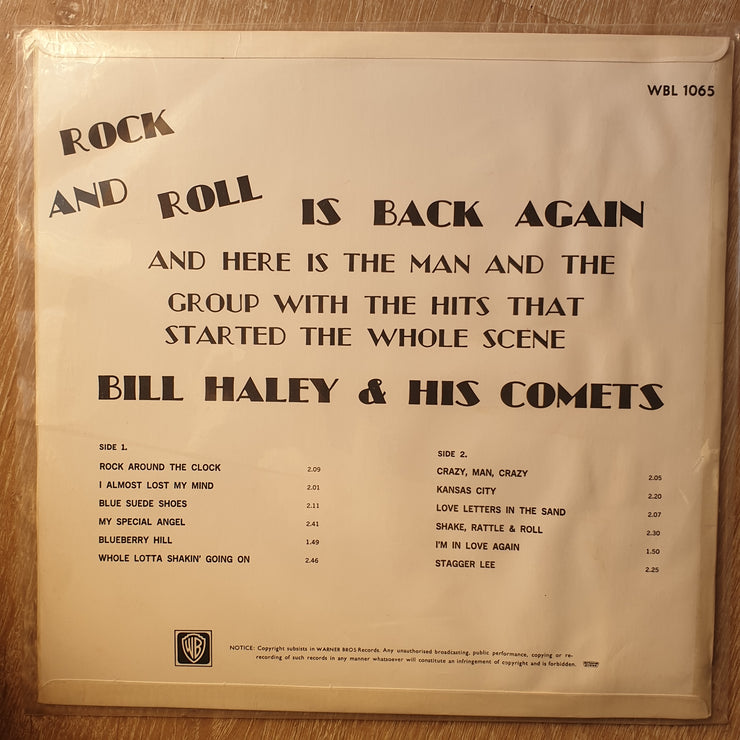 WBL 1065
ROCK
AND ROLL IS BACK AGAIN
AND HERE IS THE MAN AND THE
GROUP WITH THE HITS THAT
STARTED THE WHOLE SCENE
BILL HALEY & HIS COMETS
SIDE 1.
ROCK AROUND THE CLOCK 2.09
I ALMOST LOST MY MIND 2.01
BLUE SUEDE SHOES 2.11
MY SPECIAL ANGEL 2.41
BLUEBERRY HILL 1.49
WHOLE LOTTA SHAKIN' GOING ON 2.46
SIDE 2.
CRAZY, MAN, CRAZY 2.05
KANSAS CITY 2.20
LOVE LETTERS IN THE SAND 2.07
SHAKE, RATTLE & ROLL 2.30
I'M IN LOVE AGAIN 1.50
STAGGER LEE 2.25
WB
NOTICE: Copyright subsists in WARNER BROS Records. Any unauthorised broadcasting, public performance, copying or re-
recording of such records in any manner whatsoever will constitute an infringement of copyright and is forbidden.